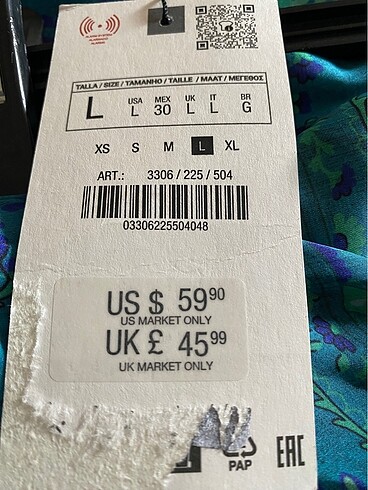 TALLA / SIZE / TAMANHO / TAILLE / MAAT / ΜΕΓΕΘΟΣ
L USA L MEX 30 UK L IT L BR G
XS S M L XL
ART.: 3306 / 225 / 504
03306225504048
US $ 59.90
US MARKET ONLY
UK £ 45.99
UK MARKET ONLY
PAP
EAC